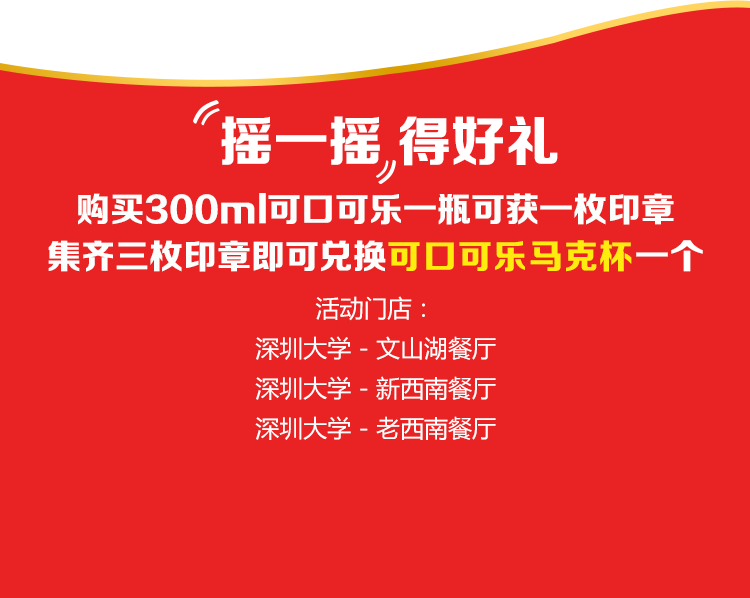 摇一摇 得好礼
购买300ml可口可乐一瓶可获一枚印章
集齐三枚印章即可兑换可口可乐马克杯一个
活动门店：
深圳大学 - 文山湖餐厅
深圳大学 - 新西南餐厅
深圳大学 - 老西南餐厅